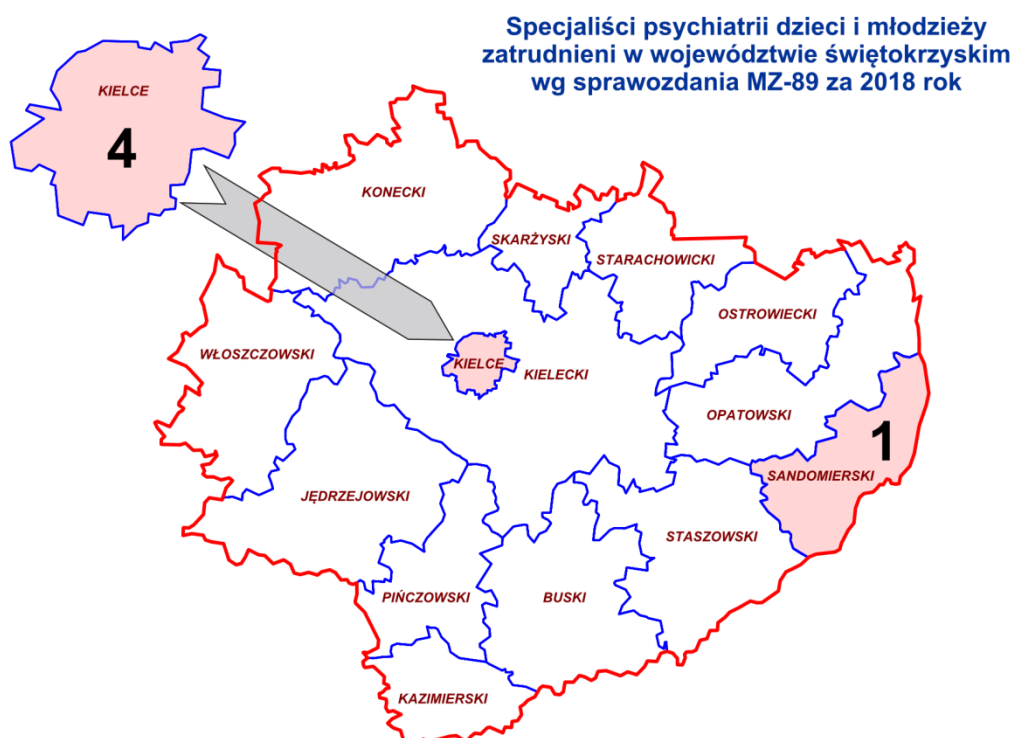 Specjaliści psychiatrii dzieci i młodzieży
zatrudnieni w województwie świętokrzyskim
wg sprawozdania MZ-89 za 2018 rok
KIELCE
4
KONECKI
SKARŻYSKI
STARACHOWICKI
OSTROWIECKI
WŁOSZCZOWSKI
KIELCE
KIELECKI
OPATOWSKI
1
SANDOMIERSKI
JĘDRZEJOWSKI
STASZOWSKI
PIŃCZOWSKI
BUSKI
KAZIMIERSKI